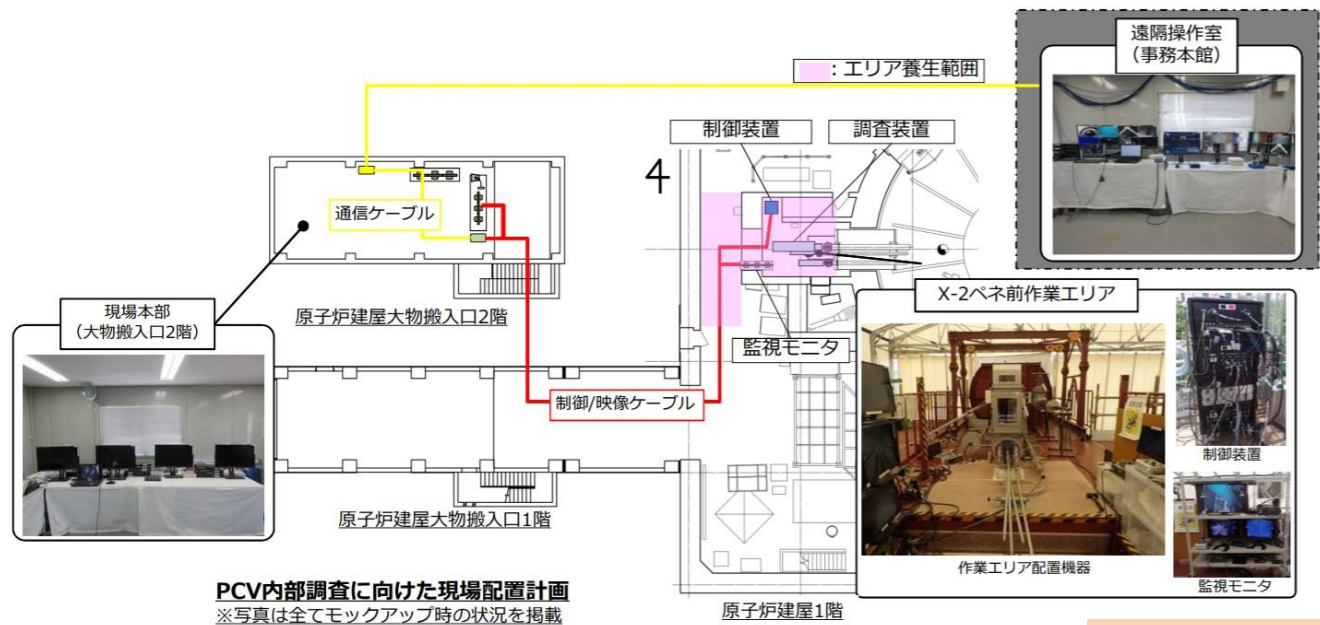 遠隔操作室
（事務本館）
：エリア養生範囲
制御装置
調査装置
4
通信ケーブル
現場本部
（大物搬入口2階）
原子炉建屋大物搬入口2階
X-2ペネ前作業エリア
監視モニタ
制御/映像ケーブル
制御装置
原子炉建屋大物搬入口1階
作業エリア配置機器
監視モニタ
PCV内部調査に向けた現場配置計画
※写真は全てモックアップ時の状況を掲載
原子炉建屋1階